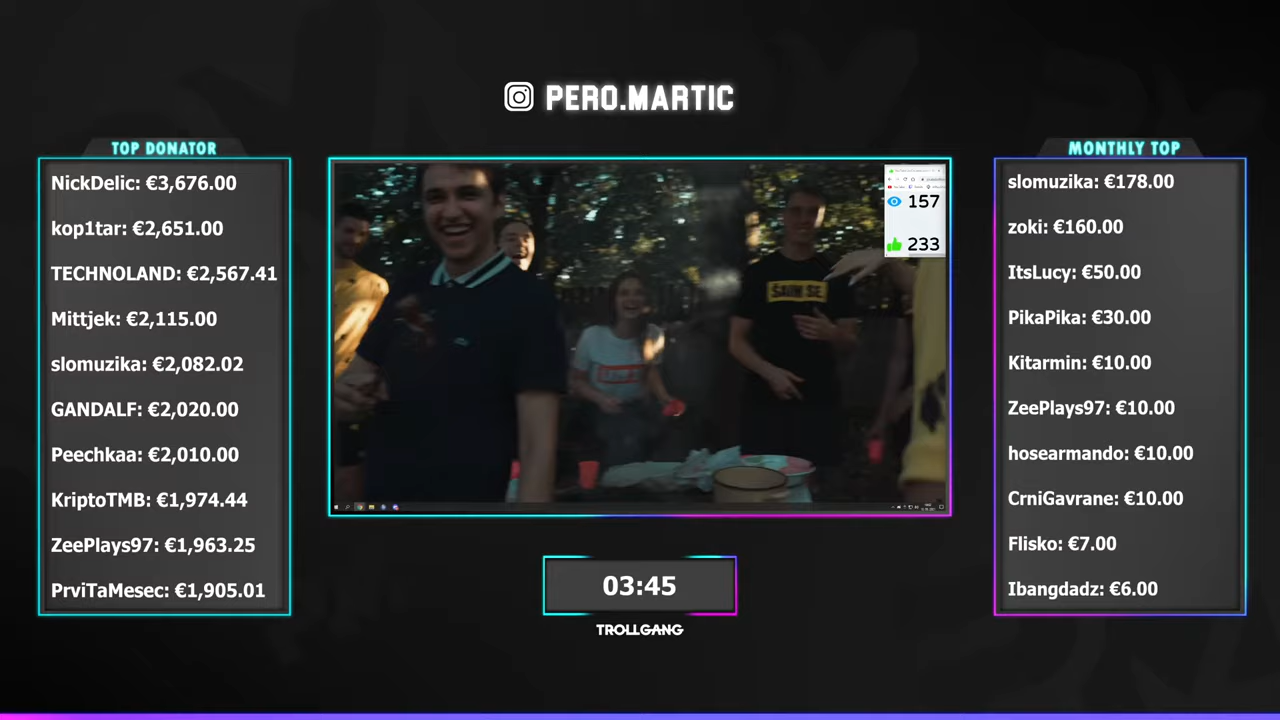 PERO.MARTIC
TOP DONATOR
NickDelic: €3,676.00
kop1tar: €2,651.00
TECHNOLAND: €2,567.41
Mittjek: €2,115.00
slomuzika: €2,082.02
GANDALF: €2,020.00
Peechkaa: €2,010.00
KriptoTMB: €1,974.44
ZeePlays97: €1,963.25
PrviTaMesec: €1,905.01
157
233
ŠAHM SE.
03:45
TROLLGANG
MONTHLY TOP
slomuzika: €178.00
zoki: €160.00
ItsLucy: €50.00
PikaPika: €30.00
Kitarmin: €10.00
ZeePlays97: €10.00
hosearmando: €10.00
CrniGavrane: €10.00
Flisko: €7.00
Ibangdadz: €6.00